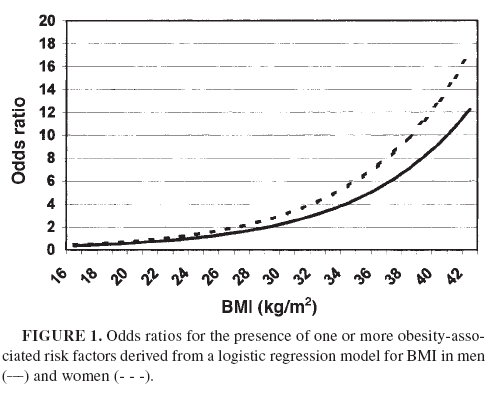 20
18
16
14
12
10
8
6
4
2
0
Odds ratio
16 18 20 22 24 26 28 30 32 34 36 38 40 42
BMI (kg/m²)
FIGURE 1. Odds ratios for the presence of one or more obesity-asso-
ciated risk factors derived from a logistic regression model for BMI in men
(—) and women (- - -).